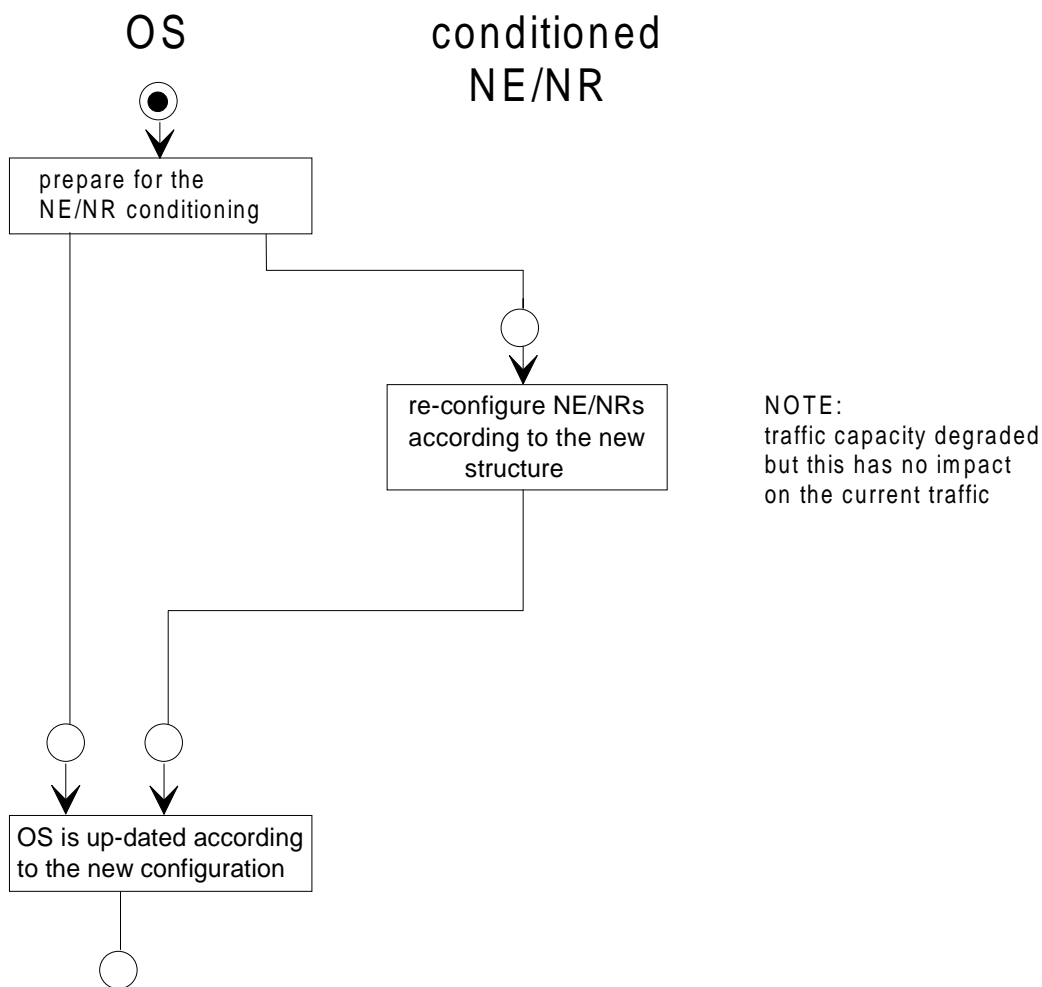 OS
conditioned
NE/NR
prepare for the
NE/NR conditioning
re-configure NE/NRs
according to the new
structure
NOTE:
traffic capacity degraded
but this has no impact
on the current traffic
OS is up-dated according
to the new configuration